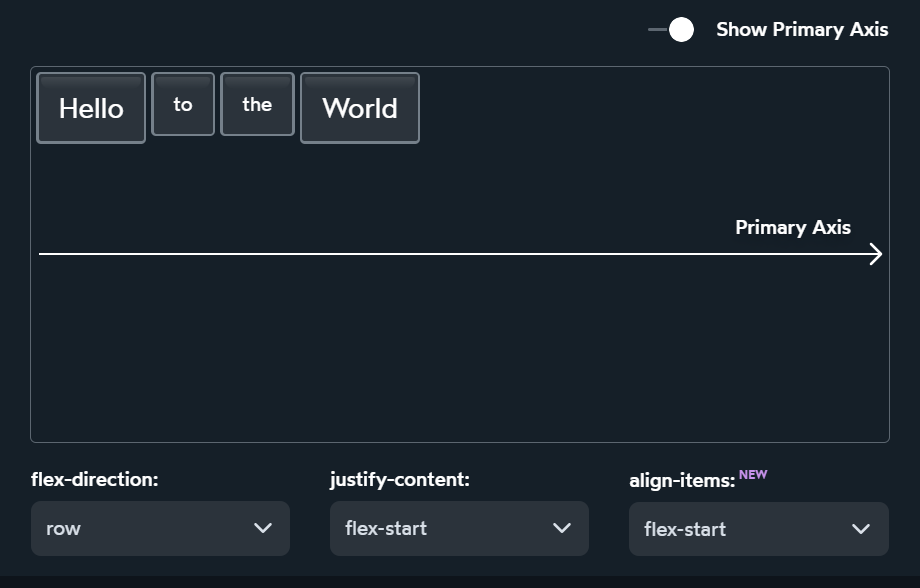 Show Primary Axis
Hello to the World
Primary Axis
flex-direction: justify-content: align-items: NEW
row flex-start flex-start